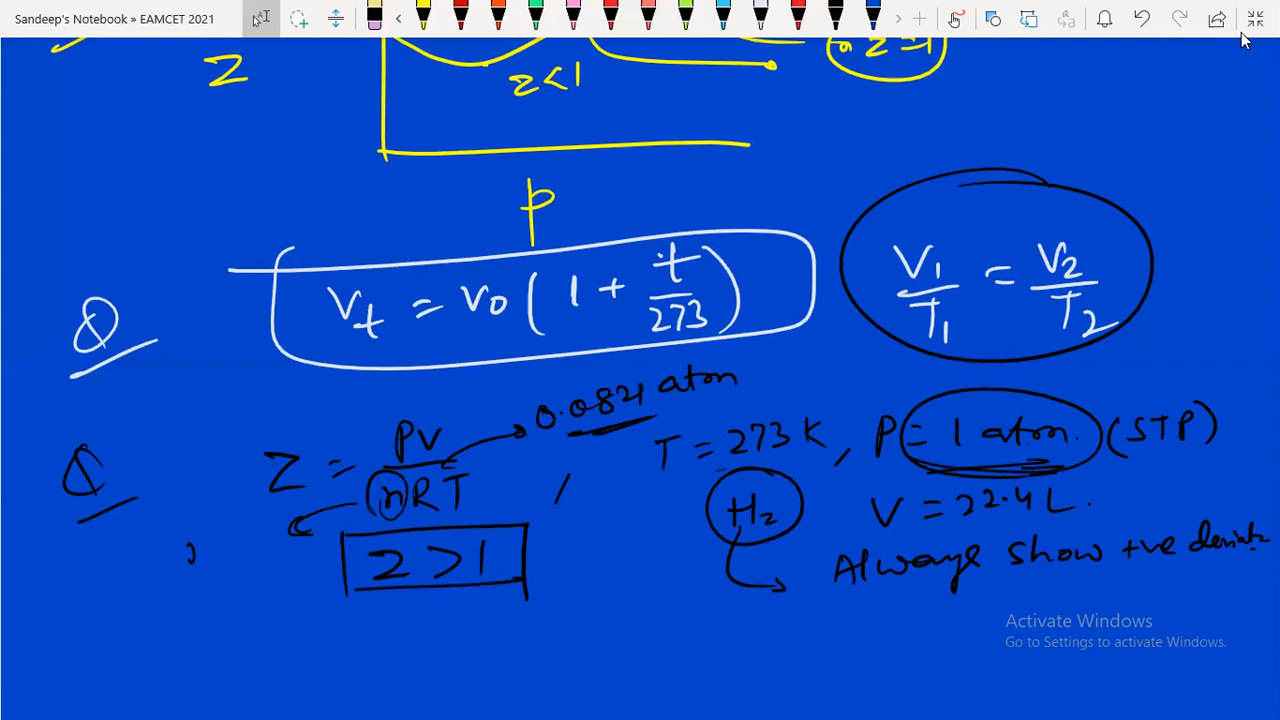 Sandeep's Notebook » EAMCET 2021
Z
Z<1
Z=1
P
Q
Vt = V0 (1 + t/273)
V1/T1 = V2/T2
Q
Z = PV/nRT
0.0821 atm
/ T = 273 K, P = 1 atm. (STP)
H2
V = 22.4 L.
Z > 1
Always show +ve deviatn
Activate Windows
Go to Settings to activate Windows.